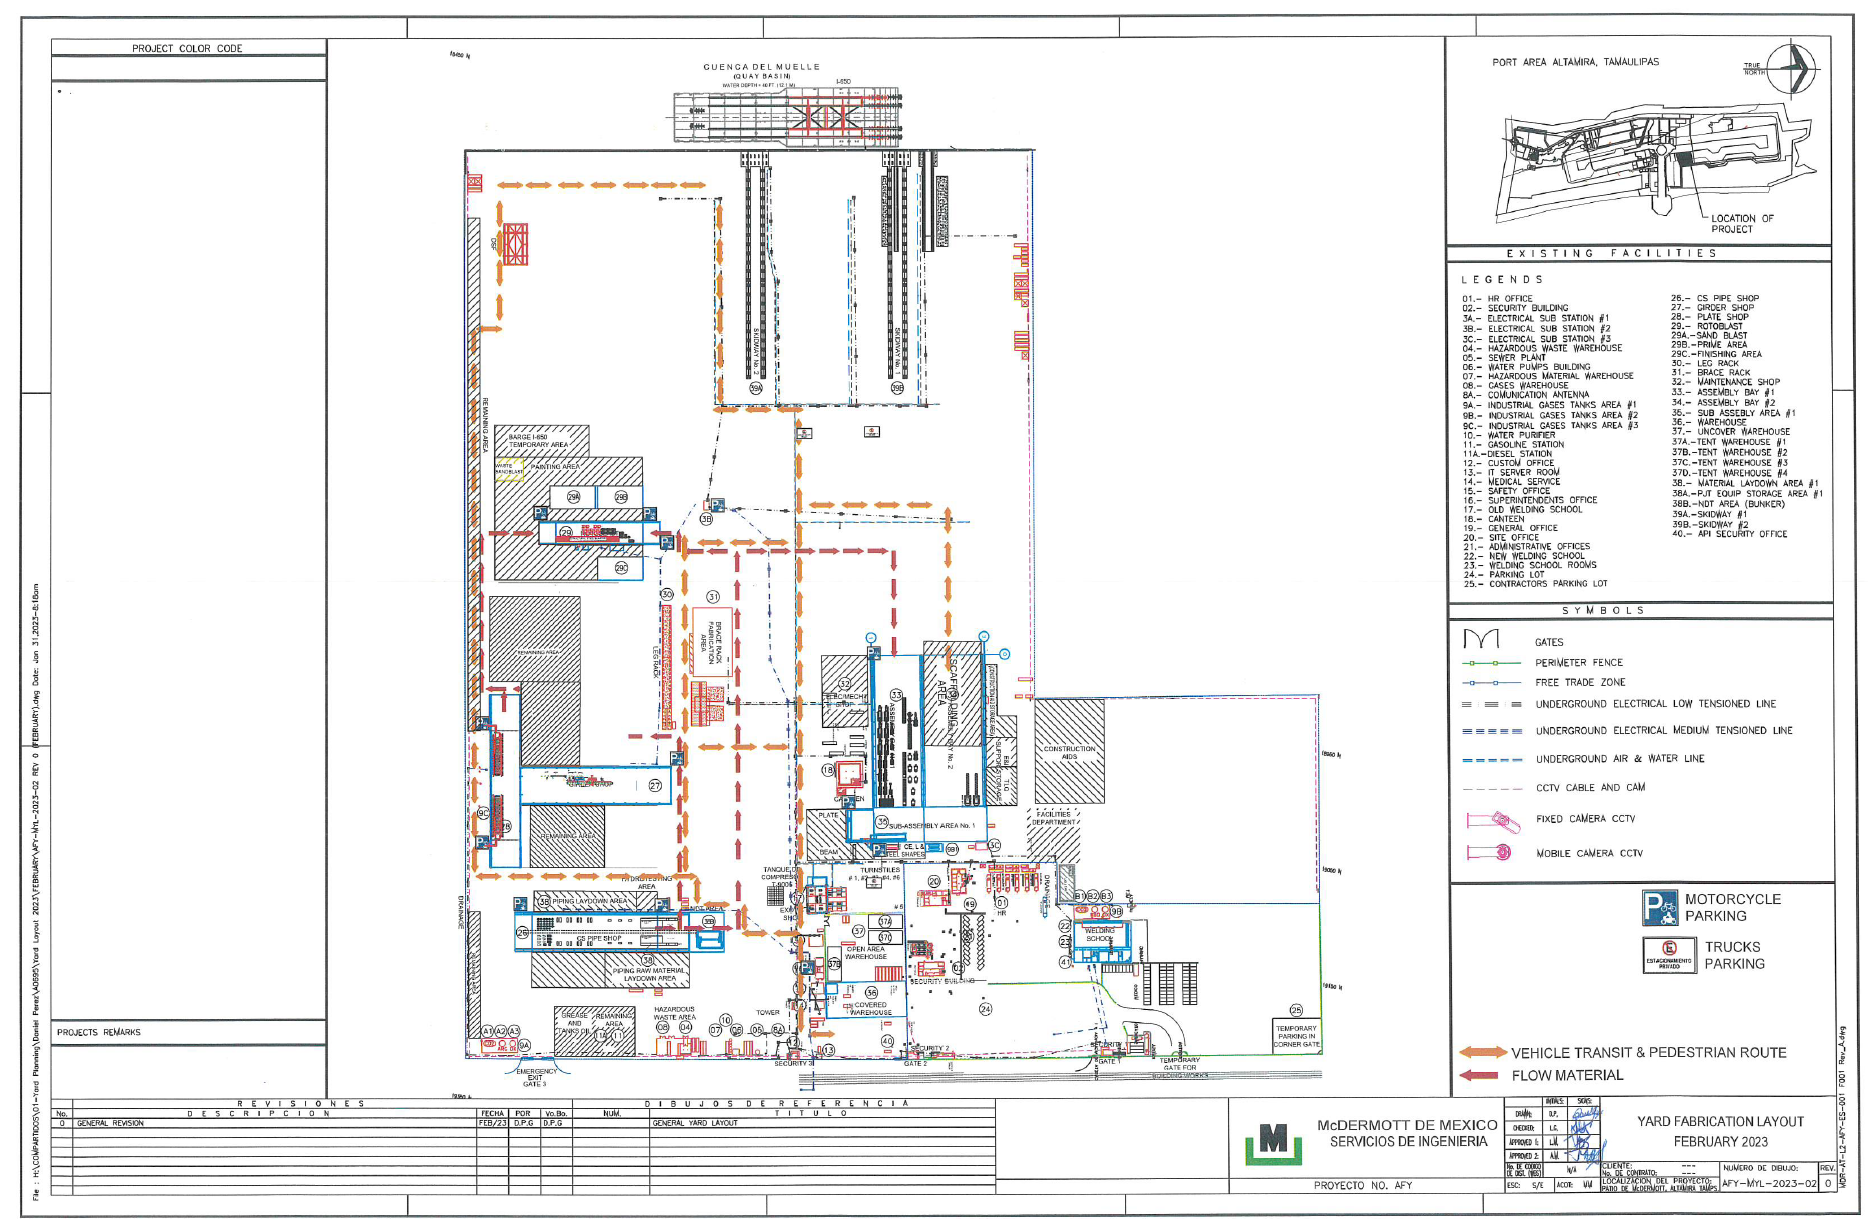 PROJECT COLOR CODE
PROJECTS REMARKS
CUENCA DEL MUELLE
(QUAY BASIN)
WATER DEPTH = 40 FT (12.1 M)
I-650
SKIDWAY No. 2
SKIDWAY No. 1
39A
39B
REMAINING AREA
BARGE I-650
TEMPORARY AREA
WASTE
SANDBLAST
PAINTING AREA
29A
29B
29
29C
3B
30
31
LEG RACK
BRACE RACK
FABRICATION
AREA
REMAINING AREA
32
ELEC/MECH
SHOP
33
ASSEMBLY BAY No. 2
SCAFFOLDING
AREA
CONSTRUCTION
AIDS
18
27
9C
28
REMAINING AREA
PLATE
BEAM
35
SUB-ASSEMBLY AREA No. 1
9B1
3C
FACILITIES
DEPARTMENT
HYDROTESTING
AREA
38
PIPING LAYDOWN AREA
26
CS PIPE SHOP
38B
38
PIPING RAW MATERIAL
LAYDOWN AREA
TURNSTILES
20
19
01
HR
DRAINAGE
B1 B2 B3
9B
22
WELDING
SCHOOL
23
41
37
37A
37C
37B
OPEN AREA
WAREHOUSE
02
SECURITY BUILDING
36
COVERED
WAREHOUSE
24
25
TEMPORARY
PARKING IN
CORNER GATE
GREASE
AND
TANKS OIL
REMAINING
AREA
11A
11
HAZARDOUS
WASTE AREA
08
04
07
10
05
06
TOWER
8A
12
13
40
A1 A2 A3
9A
EMERGENCY
EXIT
GATE 3
SECURITY 3
SECURITY 2
GATE 2
SECURITY
GATE 1
TEMPORARY
GATE FOR
BUILDING WORKS
PORT AREA ALTAMIRA, TAMAULIPAS
TRUE
NORTH
LOCATION OF
PROJECT
EXISTING FACILITIES
LEGENDS
01.- HR OFFICE
02.- SECURITY BUILDING
3A.- ELECTRICAL SUB STATION #1
3B.- ELECTRICAL SUB STATION #2
3C.- ELECTRICAL SUB STATION #3
04.- HAZARDOUS WASTE WAREHOUSE
05.- SEWER PLANT
06.- WATER PUMPS BUILDING
07.- HAZARDOUS MATERIAL WAREHOUSE
08.- GASES WAREHOUSE
8A.- COMUNICATION ANTENNA
9A.- INDUSTRIAL GASES TANKS AREA #1
9B.- INDUSTRIAL GASES TANKS AREA #2
9C.- INDUSTRIAL GASES TANKS AREA #3
10.- WATER PURIFIER
11.- GASOLINE STATION
11A.-DIESEL STATION
12.- CUSTOM OFFICE
13.- IT SERVER ROOM
14.- MEDICAL SERVICE
15.- SAFETY OFFICE
16.- SUPERINTENDENTS OFFICE
17.- OLD WELDING SCHOOL
18.- CANTEEN
19.- GENERAL OFFICE
20.- SITE OFFICE
21.- ADMINISTRATIVE OFFICES
22.- NEW WELDING SCHOOL
23.- WELDING SCHOOL ROOMS
24.- PARKING LOT
25.- CONTRACTORS PARKING LOT
26.- CS PIPE SHOP
27.- GIRDER SHOP
28.- PLATE SHOP
29.- ROTOBLAST
29A.-SAND BLAST
29B.-PRIME AREA
29C.-FINISHING AREA
30.- LEG RACK
31.- BRACE RACK
32.- MAINTENANCE SHOP
33.- ASSEMBLY BAY #1
34.- ASSEMBLY BAY #2
35.- SUB ASSEBLY AREA #1
36.- WAREHOUSE
37.- UNCOVER WAREHOUSE
37A.-TENT WAREHOUSE #1
37B.-TENT WAREHOUSE #2
37C.-TENT WAREHOUSE #3
37D.-TENT WAREHOUSE #4
38.- MATERIAL LAYDOWN AREA #1
38A.-PJT EQUIP STORAGE AREA #1
38B.-NDT AREA (BUNKER)
39A.-SKIDWAY #1
39B.-SKIDWAY #2
40.- API SECURITY OFFICE
SYMBOLS
GATES
PERIMETER FENCE
FREE TRADE ZONE
UNDERGROUND ELECTRICAL LOW TENSIONED LINE
UNDERGROUND ELECTRICAL MEDIUM TENSIONED LINE
UNDERGROUND AIR & WATER LINE
CCTV CABLE AND CAM
FIXED CAMERA CCTV
MOBILE CAMERA CCTV
MOTORCYCLE
PARKING
ESTACIONAMIENTO
PRIVADO
TRUCKS
PARKING
VEHICLE TRANSIT & PEDESTRIAN ROUTE
FLOW MATERIAL
REVISIONES
No. DESCRIPCION FECHA POR Vo.Bo.
0 GENERAL REVISION FEB/23 D.P.G D.P.G
DIBUJOS DE REFERENCIA
NUM. TITULO
GENERAL YARD LAYOUT
M
McDERMOTT DE MEXICO
SERVICIOS DE INGENIERIA
PROYECTO NO. AFY
INITIALS: SIGNS:
DRAWN: D.P.
CHECKED: L.G.
APPROVED 1: L.M.
APPROVED 2: A.M.
N/A
ESC: S/E ACOT: MM
YARD FABRICATION LAYOUT
FEBRUARY 2023
CLIENTE: ---
No. DE CONTRATO: ---
LOCALIZACION DEL PROYECTO:
PATIO DE McDERMOTT, ALTAMIRA TAMPS.
NUMERO DE DIBUJO: REV.
AFY-MYL-2023-02 0
File : H:\COMPARTIDOS\01-Yard Planning\Daniel Perez\A0695\Yard Layout 2023\FEBRUARY\AFY-MYL-2023-02 REV 0 (FEBRUARY).dwg Date: Jan 31,2023-8:16am
MDR-AT-L2-AFY-ES-001 F001 Rev_A.dwg